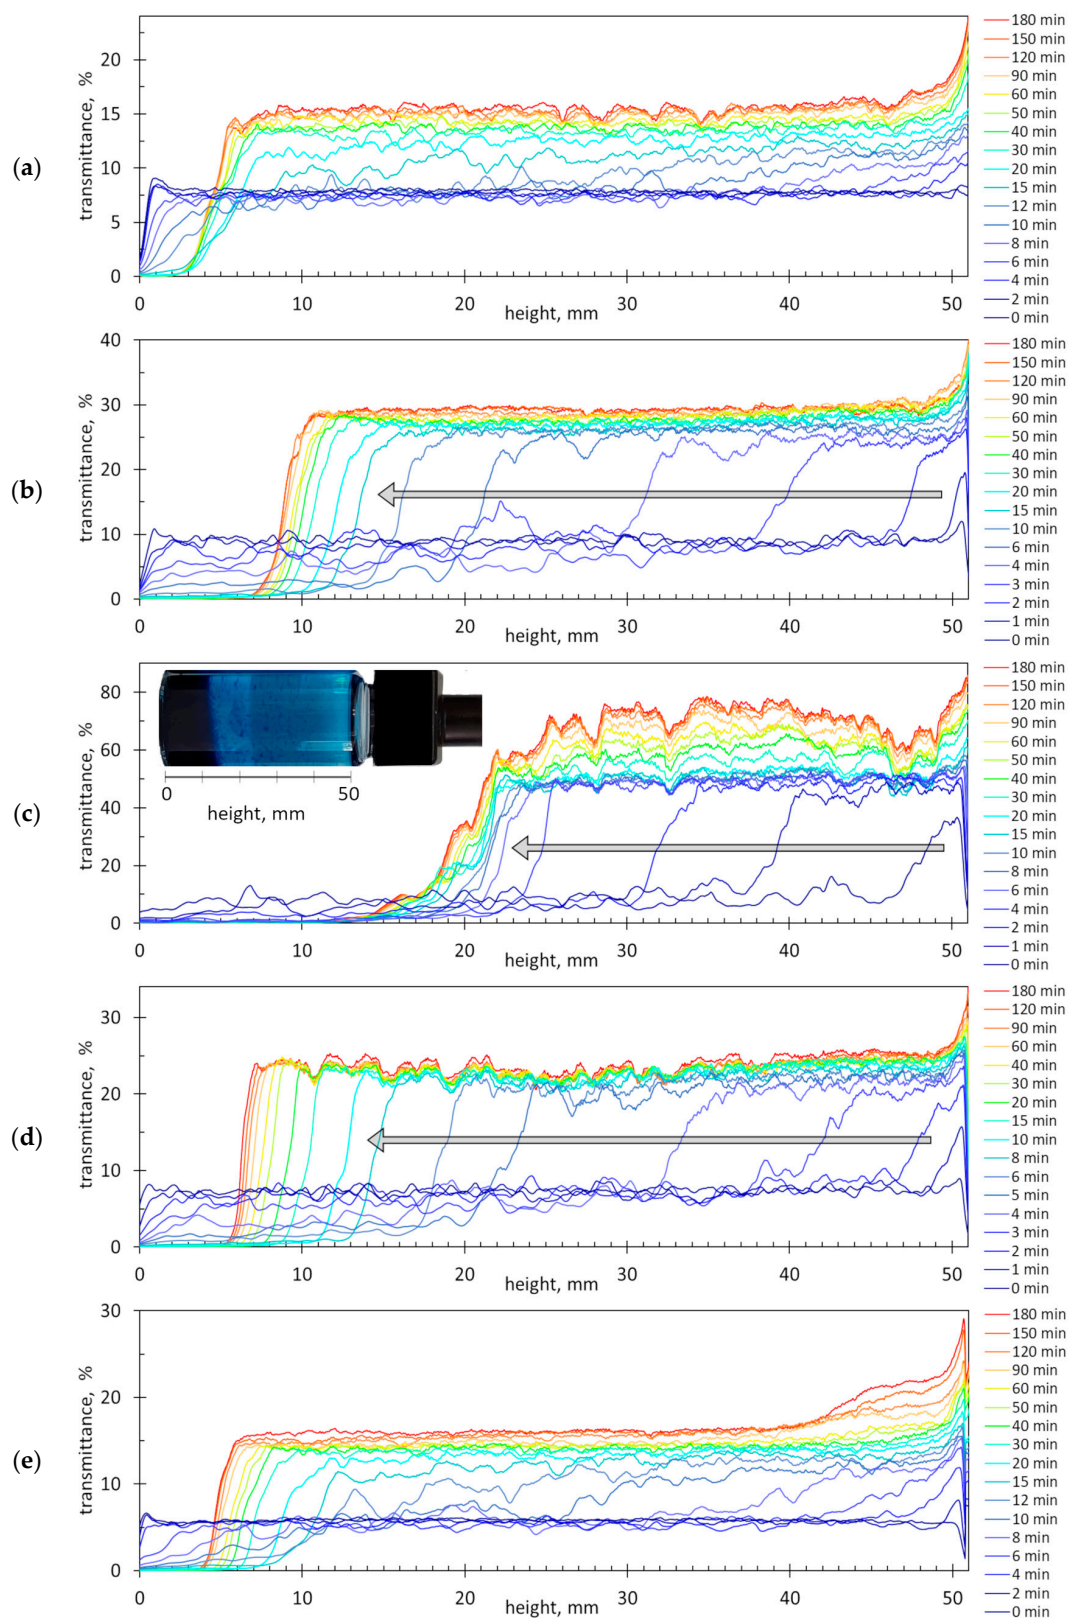 (a)
transmittance, %
20
15
10
5
0
0 10 20 30 40 50
height, mm
180 min
150 min
120 min
90 min
60 min
50 min
40 min
30 min
20 min
15 min
12 min
10 min
8 min
6 min
4 min
2 min
0 min
(b)
transmittance, %
40
30
20
10
0
0 10 20 30 40 50
height, mm
180 min
150 min
120 min
90 min
60 min
50 min
40 min
30 min
20 min
15 min
10 min
6 min
4 min
3 min
2 min
1 min
0 min
(c)
transmittance, %
80
60
40
20
0
0 50
height, mm
0 10 20 30 40 50
height, mm
180 min
150 min
120 min
90 min
60 min
50 min
40 min
30 min
20 min
15 min
10 min
8 min
6 min
4 min
2 min
1 min
0 min
(d)
transmittance, %
30
20
10
0
0 10 20 30 40 50
height, mm
180 min
120 min
90 min
60 min
40 min
30 min
20 min
15 min
10 min
8 min
6 min
5 min
4 min
3 min
2 min
1 min
0 min
(e)
transmittance, %
30
20
10
0
0 10 20 30 40 50
height, mm
180 min
150 min
120 min
90 min
60 min
50 min
40 min
30 min
20 min
15 min
12 min
10 min
8 min
6 min
4 min
2 min
0 min